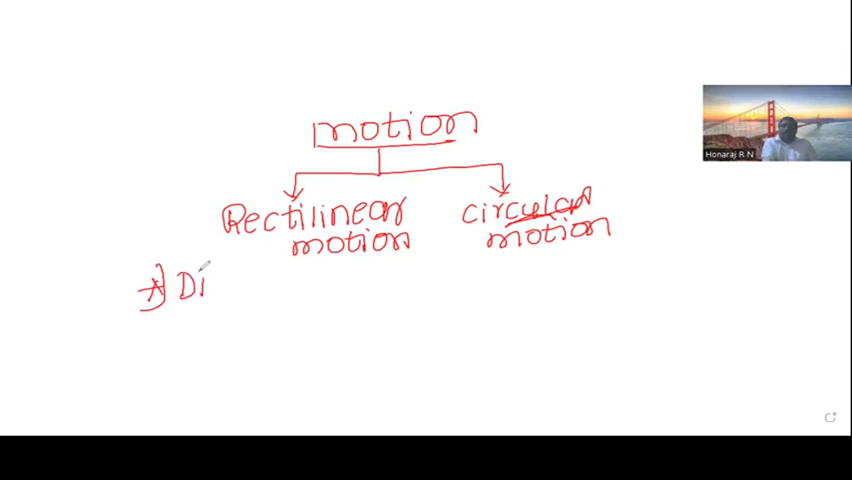 motion
Rectilinear circular
motion motion
*) Di
Honaraj R N